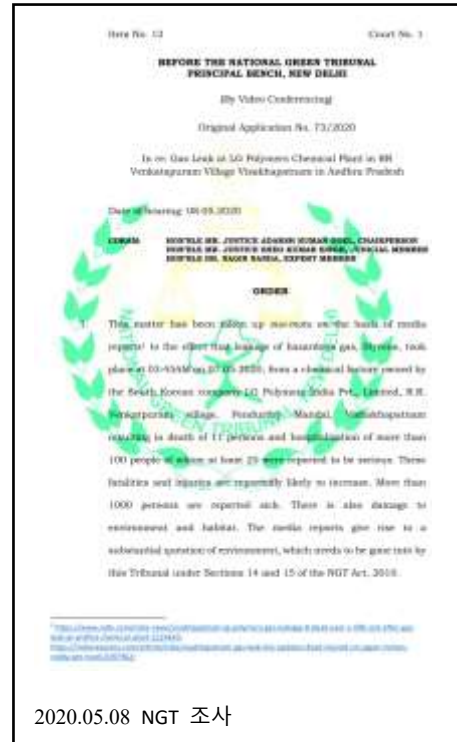 Item No. 12 Court No. 1
BEFORE THE NATIONAL GREEN TRIBUNAL
PRINCIPAL BENCH, NEW DELHI
(By Video Conferencing)
Original Application No. 73/2020
In re: Gas Leak at LG Polymers Chemical Plant in RR
Venkatapuram Village Visakhapatnam in Andhra Pradesh
Date of hearing: 08.05.2020
CORAM: HON'BLE MR. JUSTICE ADARSH KUMAR GOEL, CHAIRPERSON
HON'BLE MR. JUSTICE SHEO KUMAR SINGH, JUDICIAL MEMBER
HON'BLE DR. NAGIN NANDA, EXPERT MEMBER
ORDER
1. This matter has been taken up suo-motu on the basis of media
reports¹ to the effect that leakage of hazardous gas, Styrene, took
place at 03:45AM on 07.05.2020, from a chemical factory owned by
the South Korean company LG Polymers India Pvt., Limited, R.R.
village, Mandal, Visakhapatnam
resulting in death of 11 persons and hospitalization of more than
100 people of whom at least 25 were reported to be serious. These
fatalities and injuries are reportedly likely to increase. More than
1000 persons are reported sick. There is also damage to
environment and habitat. The media reports give rise to a
substantial question of environment, which needs to be gone into by
this Tribunal under Sections 14 and 15 of the NGT Act, 2010.
NATIONAL GREEN TRIBUNAL
2020.05.08 NGT 조사